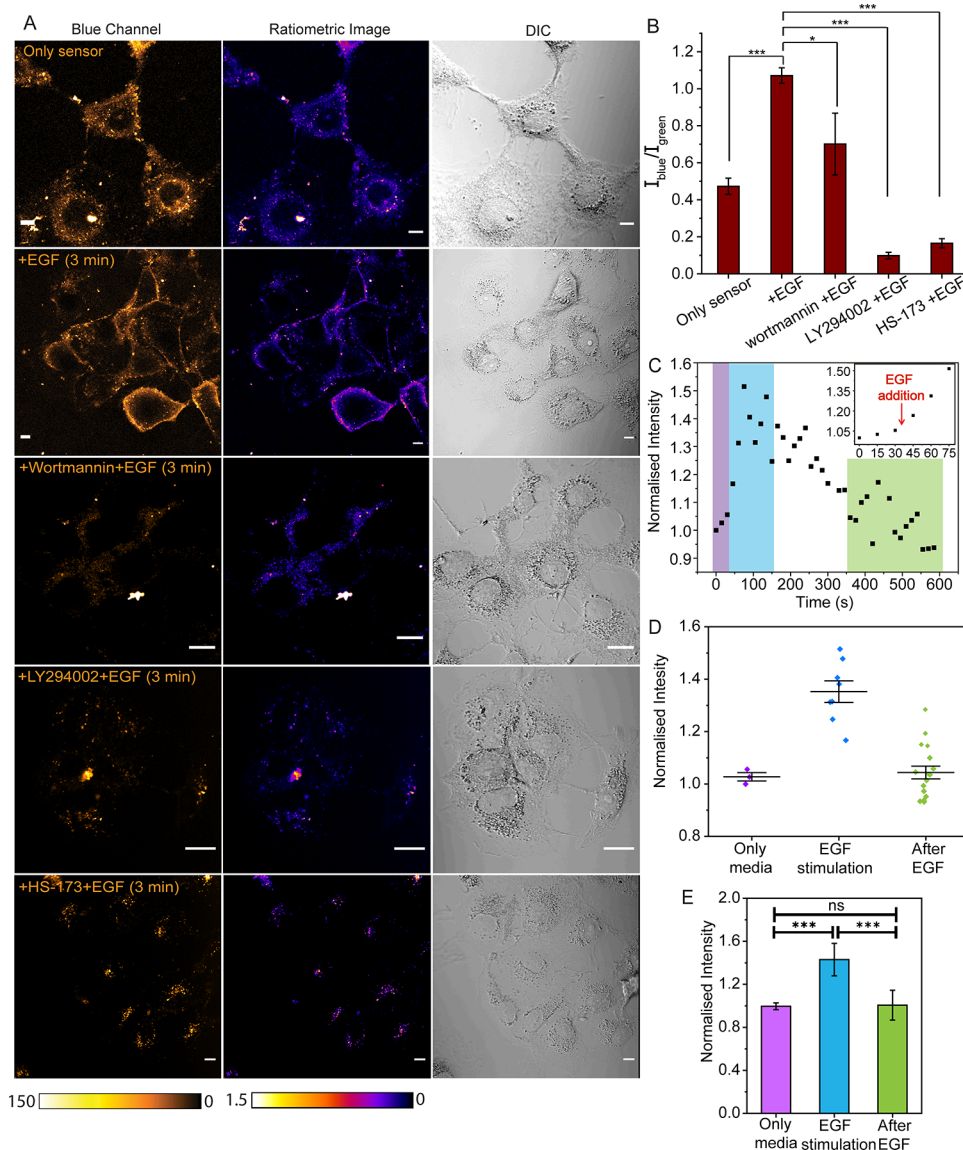 A
Blue Channel
Ratiometric Image
DIC
Only sensor
+EGF (3 min)
+Wortmannin+EGF (3 min)
+LY294002+EGF (3 min)
+HS-173+EGF (3 min)
150
0
1.5
0
B
***
***
*
***
1.2
1.0
0.8
0.6
0.4
0.2
0.0
Iblue/Igreen
Only sensor
+EGF
wortmannin +EGF
LY294002 +EGF
HS-173 +EGF
C
1.6
1.5
1.4
1.3
1.2
1.1
1.0
0.9
Normalised Intensity
0 100 200 300 400 500 600
Time (s)
1.50
1.35
1.20
1.05
EGF
addition
0 15 30 45 60 75
D
1.6
1.4
1.2
1.0
0.8
Normalised Intesity
Only
media
EGF
stimulation
After
EGF
E
2.0
1.6
1.2
0.8
0.4
0.0
Normalised Intensity
ns
*** ***
Only
media
EGF
stimulation
After
EGF